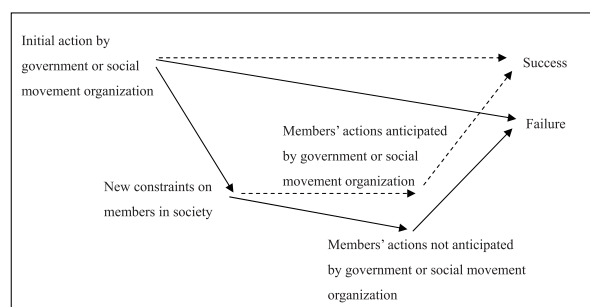 Initial action by
government or social
movement organization
Success
Failure
Members' actions anticipated
by government or social
movement organization
New constraints on
members in society
Members' actions not anticipated
by government or social movement
organization